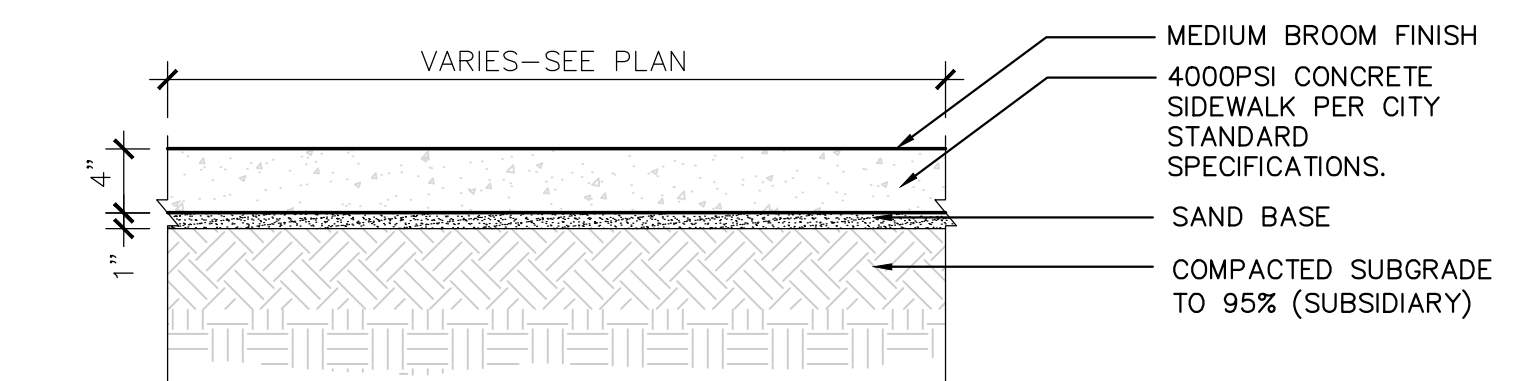 VARIES-SEE PLAN
MEDIUM BROOM FINISH
4000PSI CONCRETE
SIDEWALK PER CITY
STANDARD
SPECIFICATIONS.
4"
SAND BASE
1"
COMPACTED SUBGRADE
TO 95% (SUBSIDIARY)